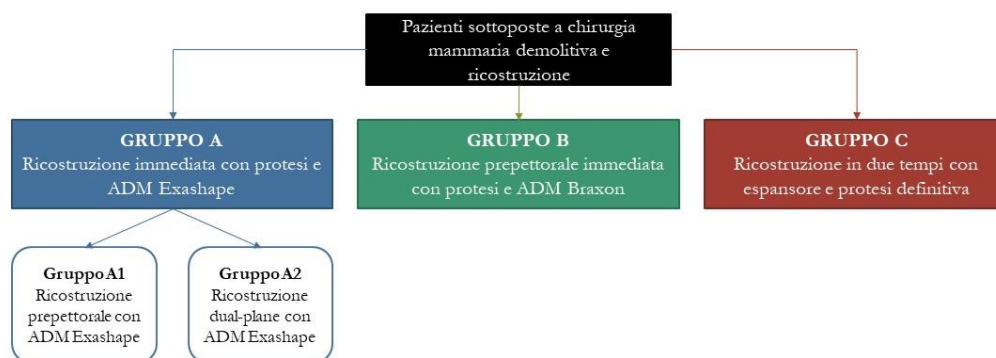 Pazienti sottoposte a chirurgia
mammaria demolitiva e
ricostruzione
GRUPPO A
Ricostruzione immediata con protesi e
ADM Exashape
GRUPPO B
Ricostruzione prepettorale immediata
con protesi e ADM Braxon
GRUPPO C
Ricostruzione in due tempi con
espansore e protesi definitiva
Gruppo A1
Ricostruzione
prepettorale con
ADM Exashape
Gruppo A2
Ricostruzione
dual-plane con
ADM Exashape